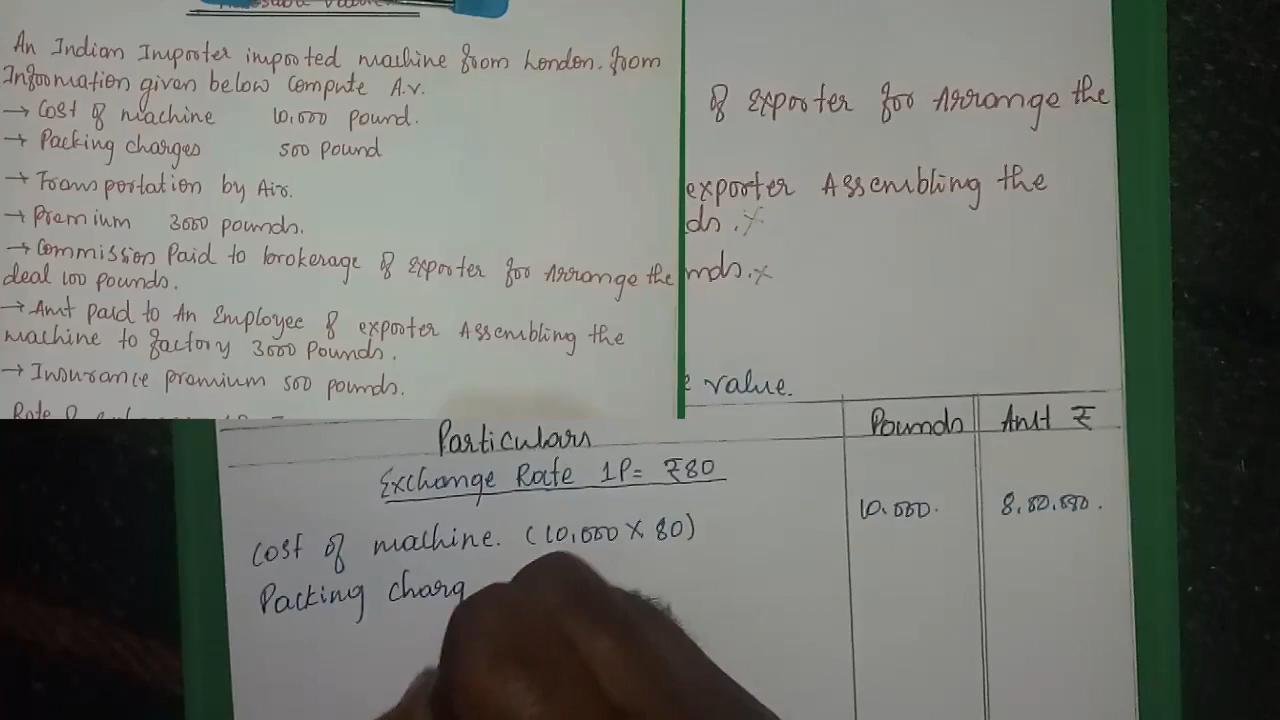 An Indian Importer imported machine from London. from
Information given below compute A.V.
→ Cost of machine 10,000 pound.
→ Packing charges 500 pound
→ Transportation by Air.
→ Premium 3000 pounds.
→ Commission Paid to brokerage of exporter for Arrange the
deal 100 pounds.
→ Amt paid to An Employee of exporter Assembling the
machine to factory 3000 Pounds.
→ Insurance premium 500 pounds.
of exporter for Arrange the
exporter Assembling the
ds. x
nds. x
value.
Particulars Pounds Amt ₹
Exchange Rate 1P = ₹80
Cost of machine. (10,000 x 80) 10,000. 8,00,000.
Packing charg